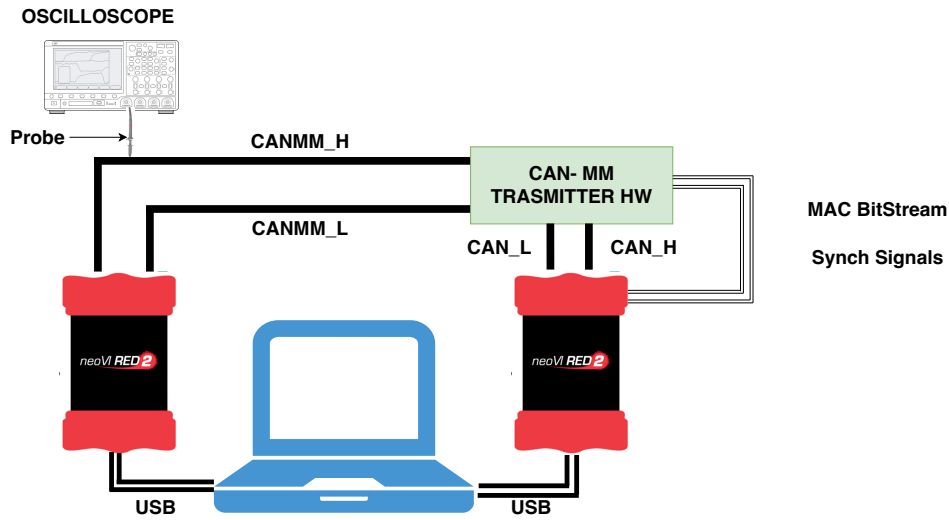 OSCILLOSCOPE
Probe
CANMM_H
CAN- MM
TRASMITTER HW
CANMM_L
CAN_L
CAN_H
MAC BitStream
Synch Signals
neoVI RED 2
neoVI RED 2
USB
USB